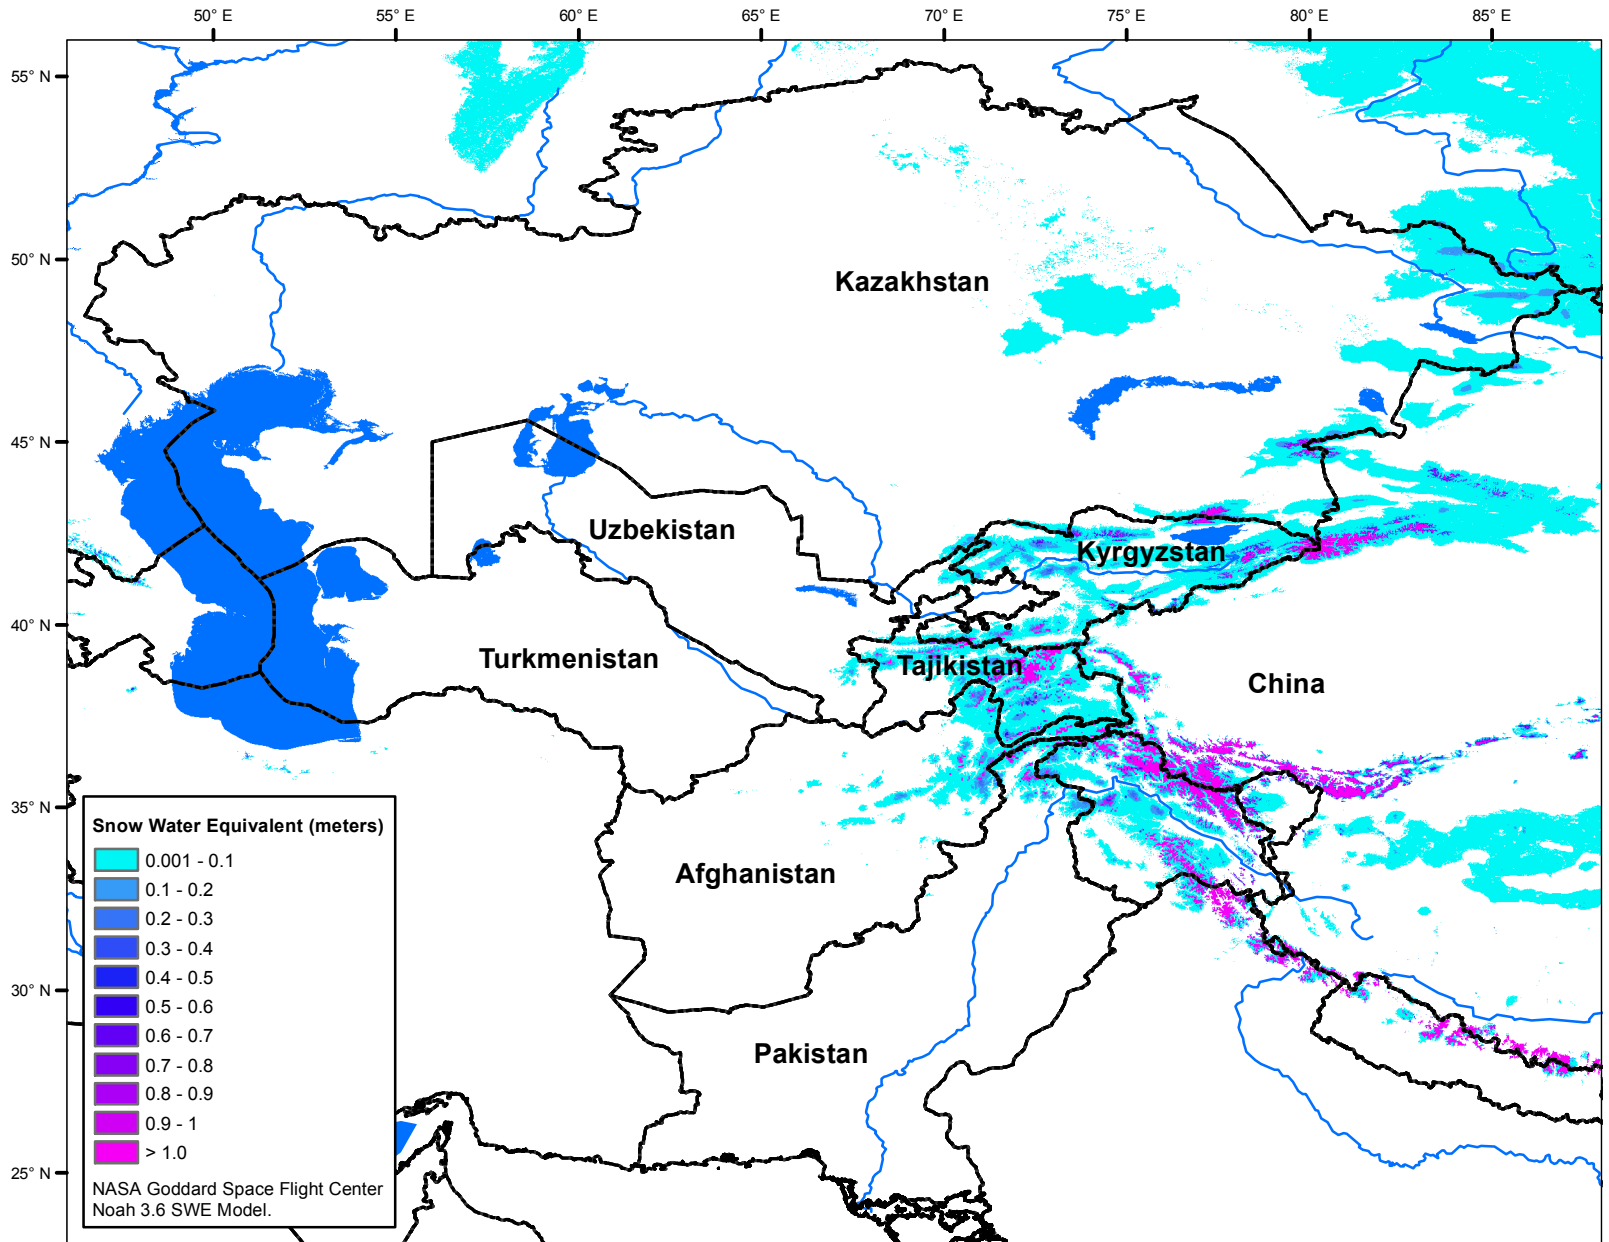 50° E
55° E
60° E
65° E
70° E
75° E
80° E
85° E
55° N
50° N
45° N
40° N
35° N
30° N
25° N
Kazakhstan
Uzbekistan
Kyrgyzstan
Turkmenistan
Tajikistan
China
Afghanistan
Pakistan
Snow Water Equivalent (meters)
0.001 - 0.1
0.1 - 0.2
0.2 - 0.3
0.3 - 0.4
0.4 - 0.5
0.5 - 0.6
0.6 - 0.7
0.7 - 0.8
0.8 - 0.9
0.9 - 1
> 1.0
NASA Goddard Space Flight Center
Noah 3.6 SWE Model.